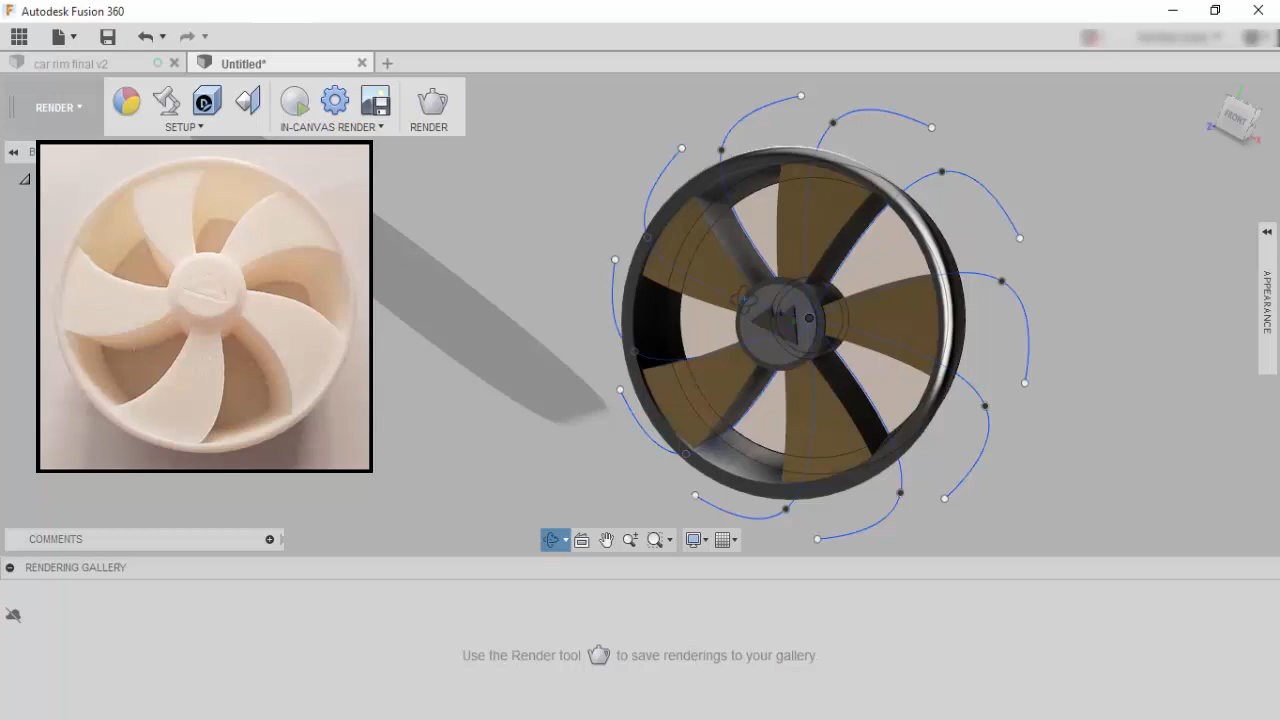 Autodesk Fusion 360
car rim final v2
Untitled*
RENDER
SETUP
IN-CANVAS RENDER
RENDER
FRONT
APPEARANCE
COMMENTS
RENDERING GALLERY
Use the Render tool to save renderings to your gallery.